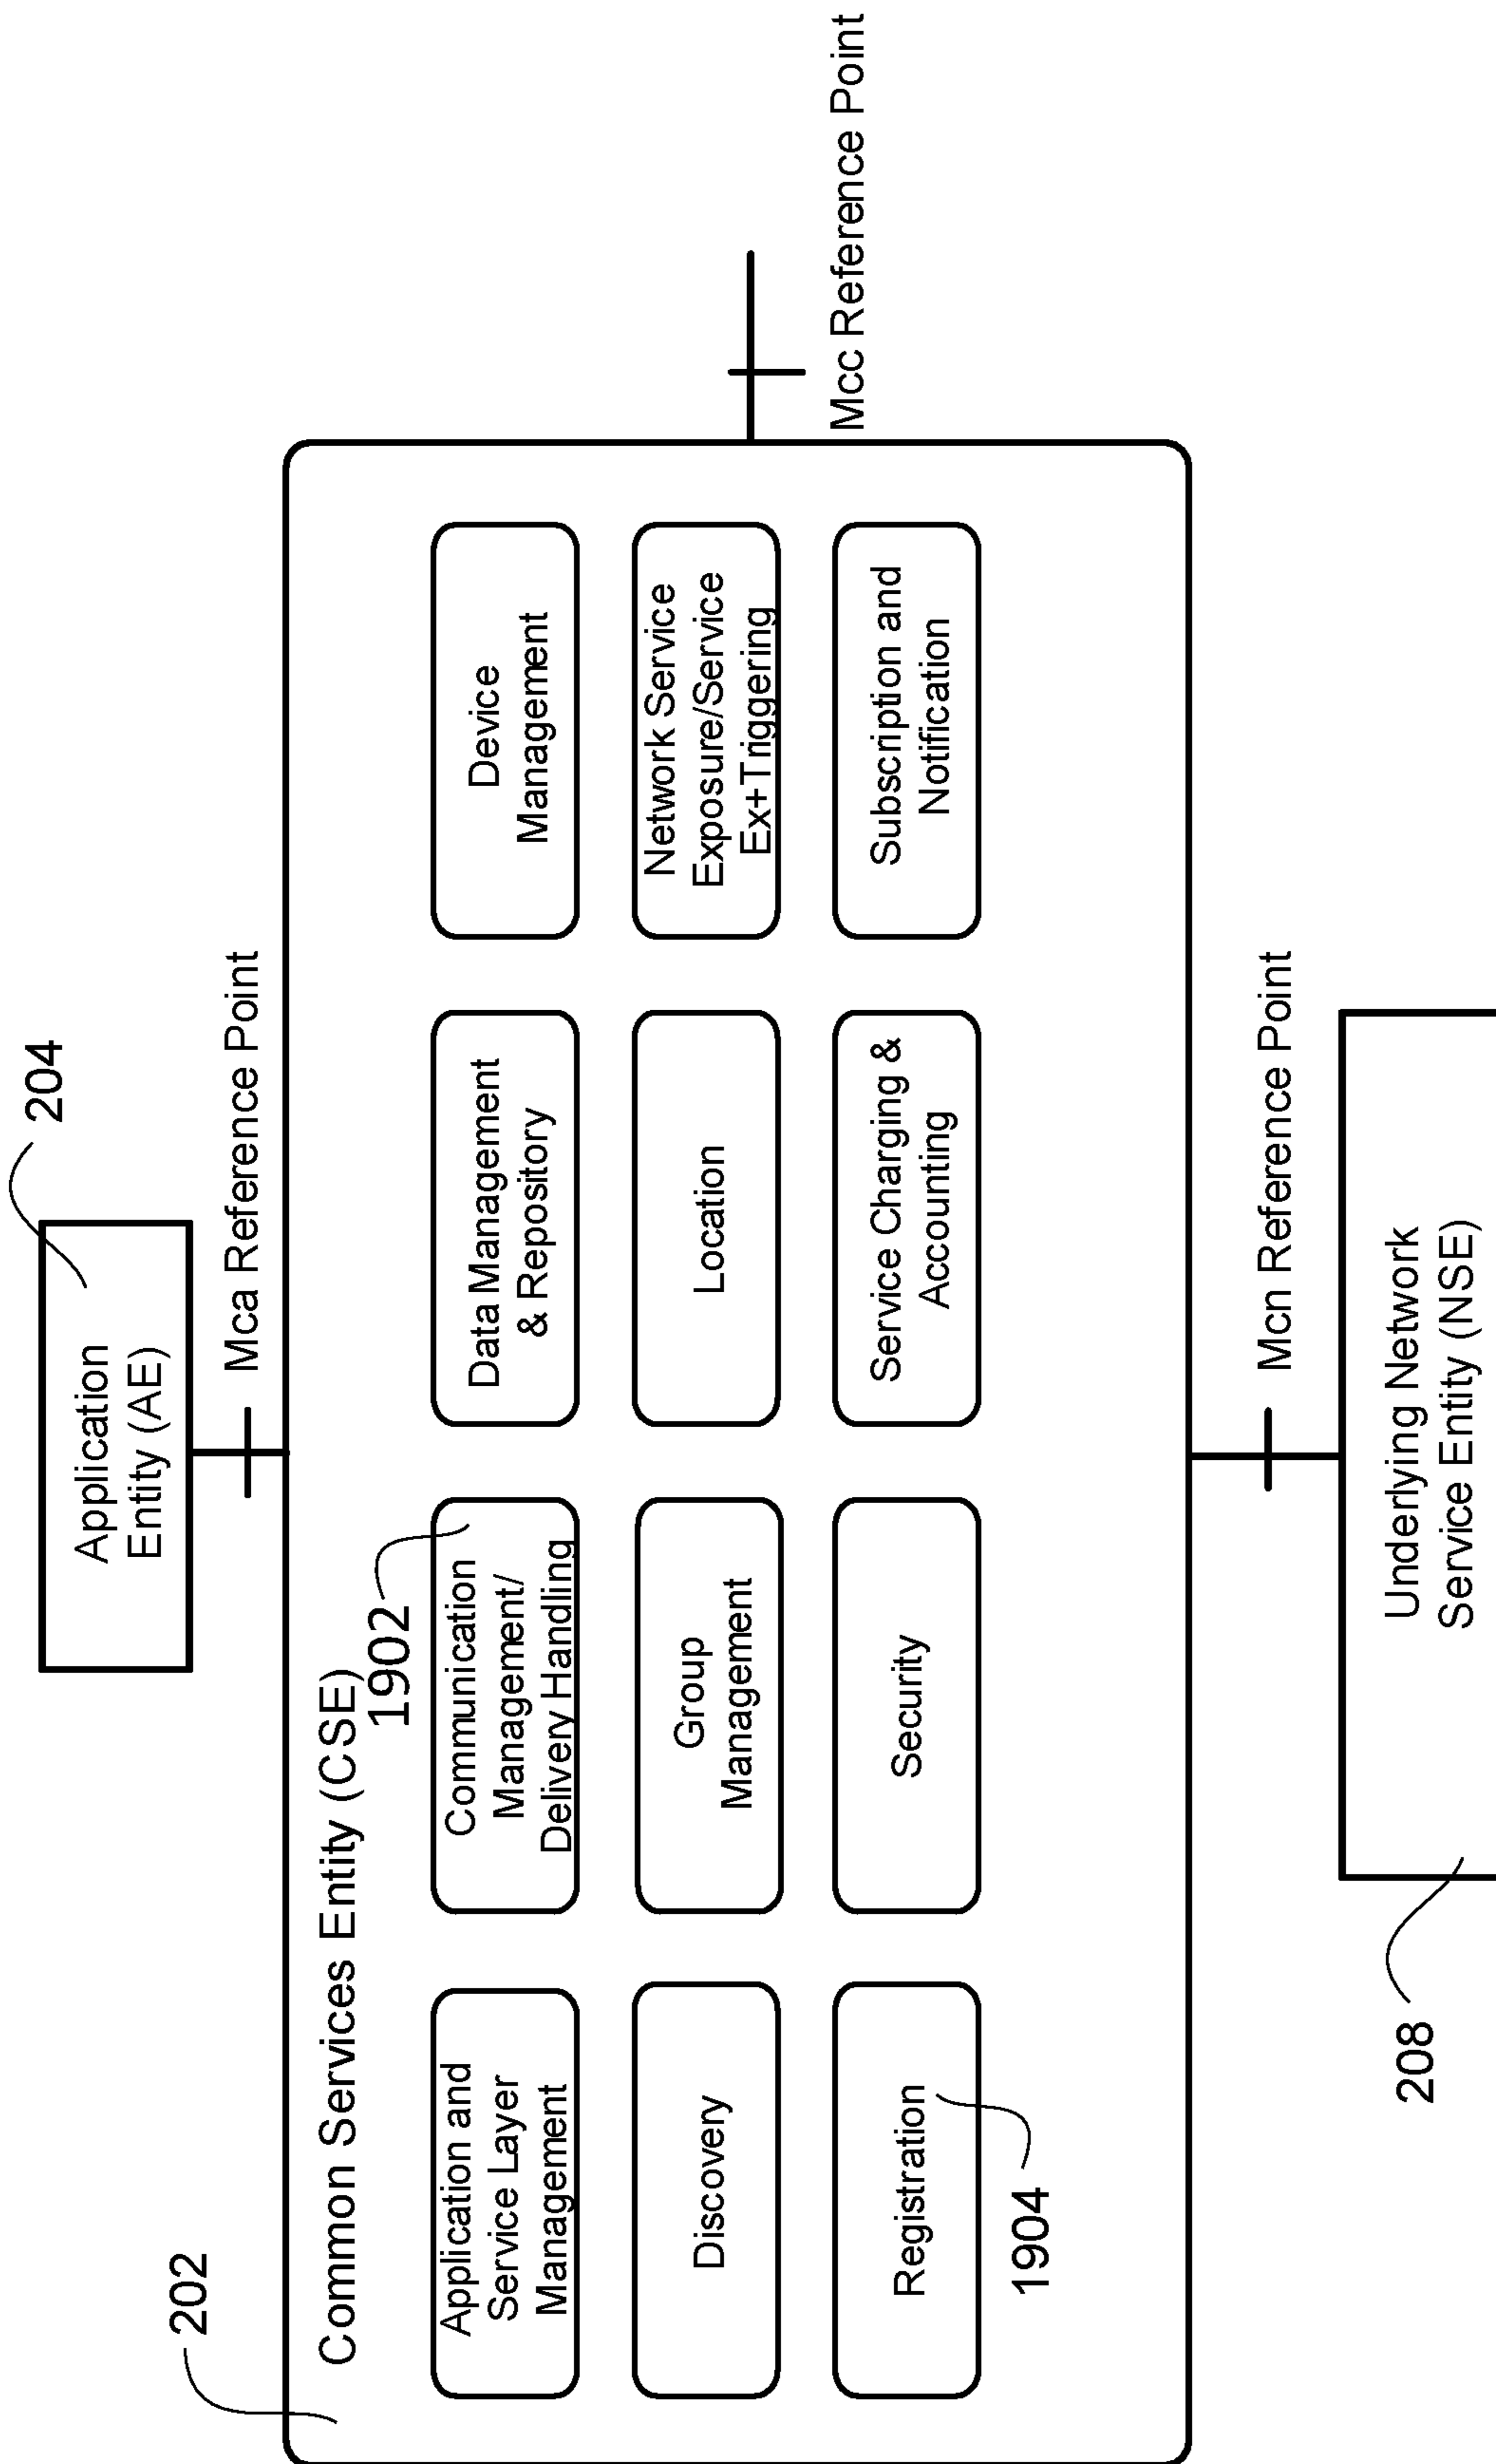 204
Application
Entity (AE)
Mca Reference Point
202
Common Services Entity (CSE)
1902
Application and
Service Layer
Management
Communication
Management/
Delivery Handling
Data Management
& Repository
Device
Management
Discovery
Group
Management
Location
Network Service
Exposure/Service
Ex+Triggering
Registration
Security
Service Charging &
Accounting
Subscription and
Notification
1904
Mcc Reference Point
Mcn Reference Point
208
Underlying Network
Service Entity (NSE)